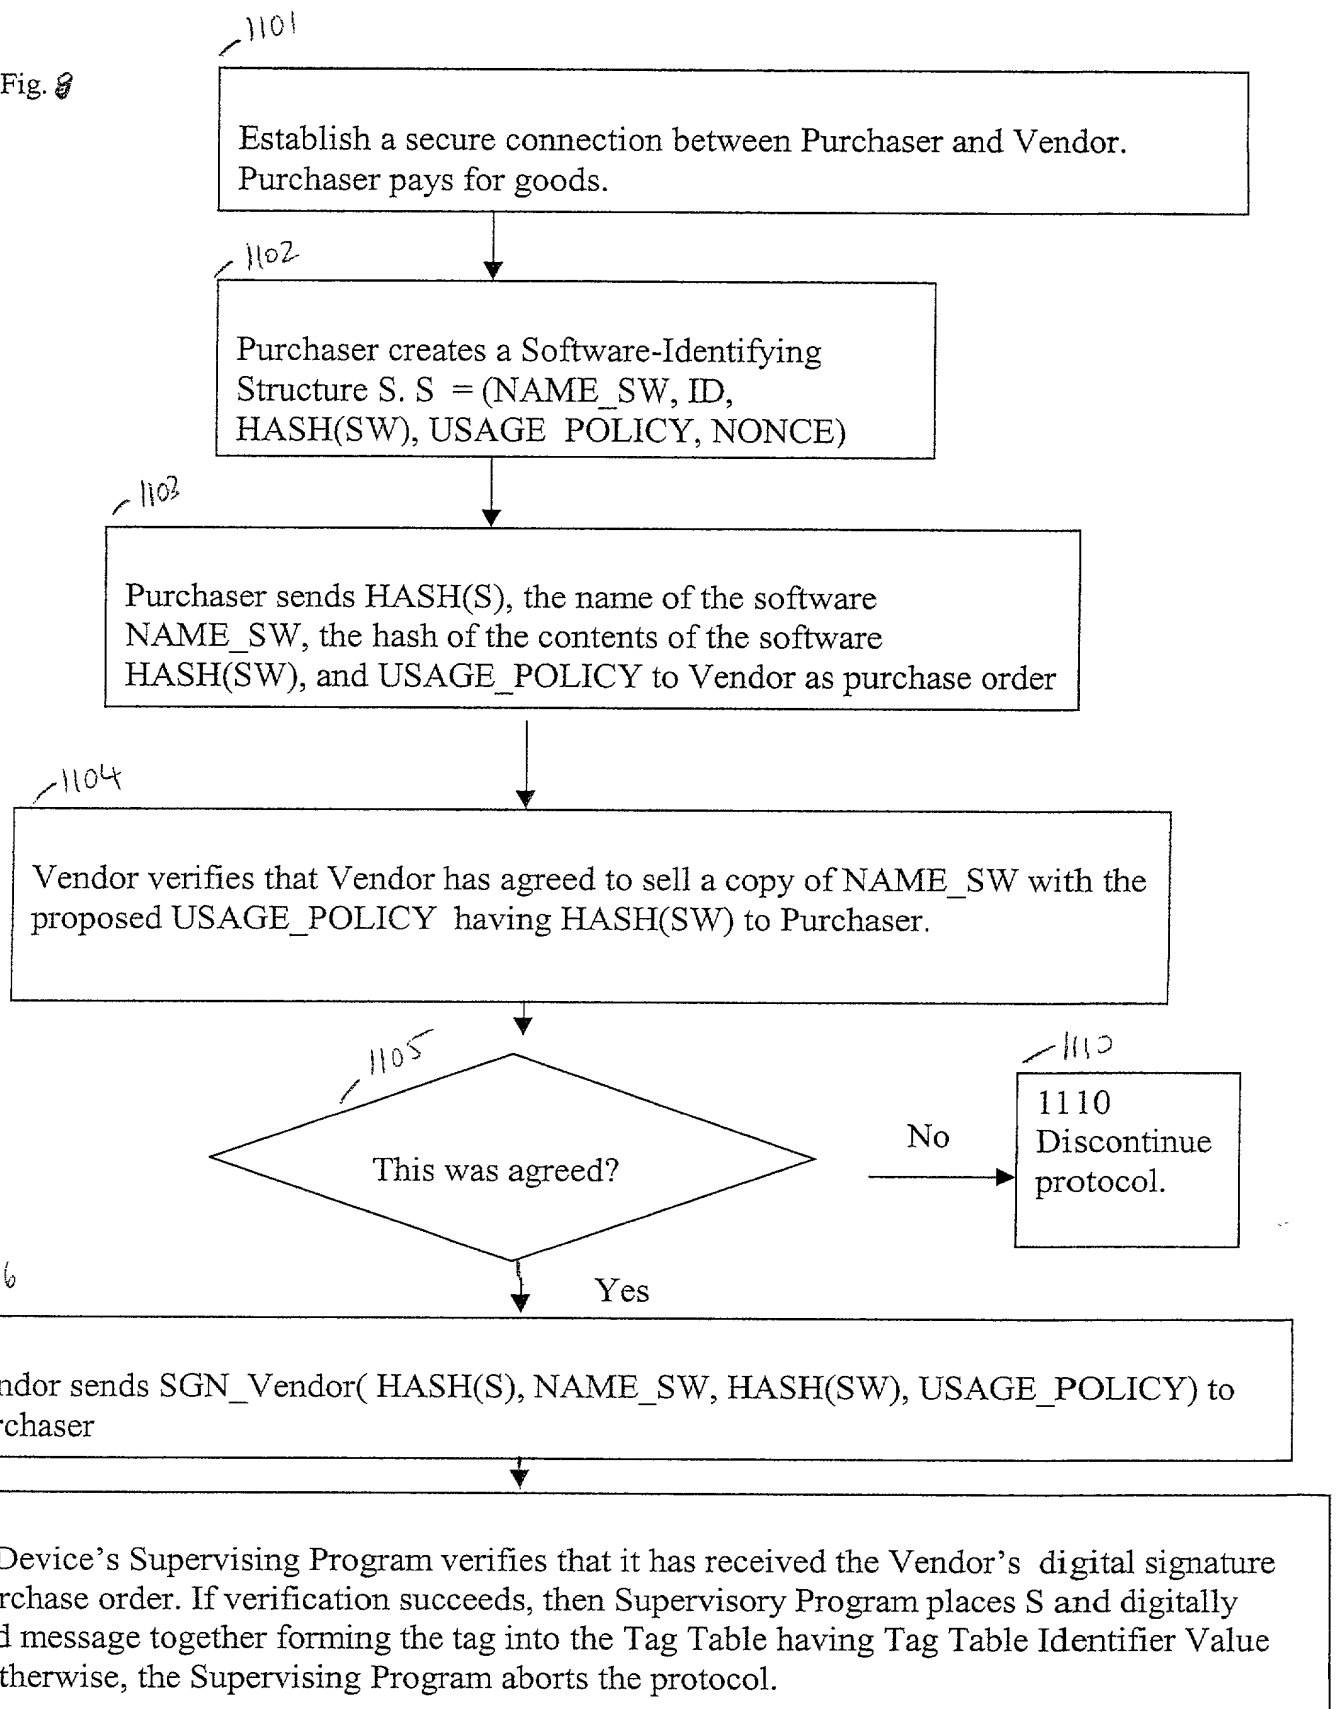 1101
Fig. 8
Establish a secure connection between Purchaser and Vendor.
Purchaser pays for goods.
1102
Purchaser creates a Software-Identifying
Structure S. S = (NAME_SW, ID,
HASH(SW), USAGE POLICY, NONCE)
1103
Purchaser sends HASH(S), the name of the software
NAME_SW, the hash of the contents of the software
HASH(SW), and USAGE_POLICY to Vendor as purchase order
1104
Vendor verifies that Vendor has agreed to sell a copy of NAME_SW with the
proposed USAGE_POLICY having HASH(SW) to Purchaser.
1105
This was agreed?
No
1110
1110
Discontinue
protocol.
6
Yes
ndor sends SGN_Vendor( HASH(S), NAME_SW, HASH(SW), USAGE_POLICY) to
rchaser
Device's Supervising Program verifies that it has received the Vendor's digital signature
rchase order. If verification succeeds, then Supervisory Program places S and digitally
d message together forming the tag into the Tag Table having Tag Table Identifier Value
therwise, the Supervising Program aborts the protocol.